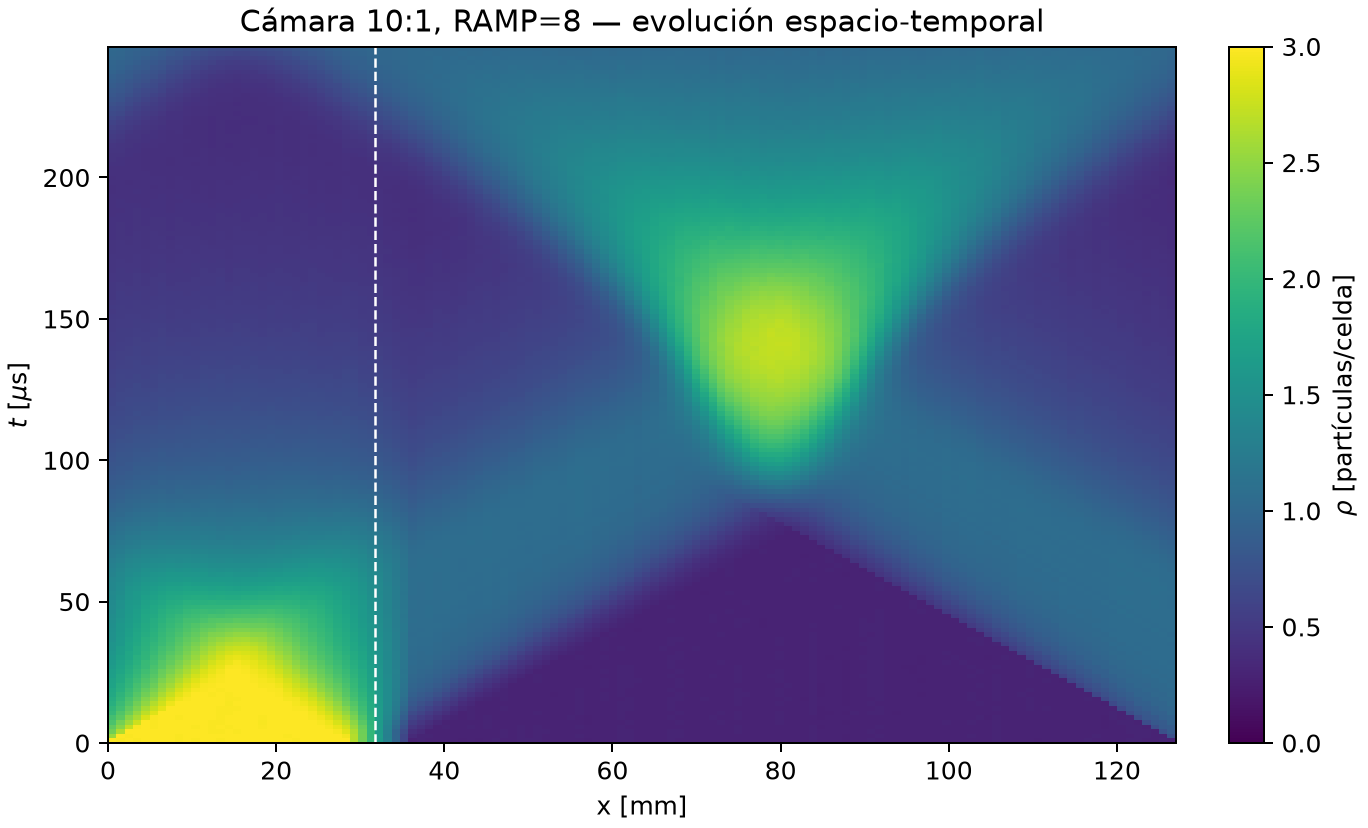 Cámara 10:1, RAMP=8 — evolución espacio-temporal
t [μs]
200
150
100
50
0
0 20 40 60 80 100 120
x [mm]
3.0
2.5
2.0
1.5
1.0
0.5
0.0
ρ [partículas/celda]